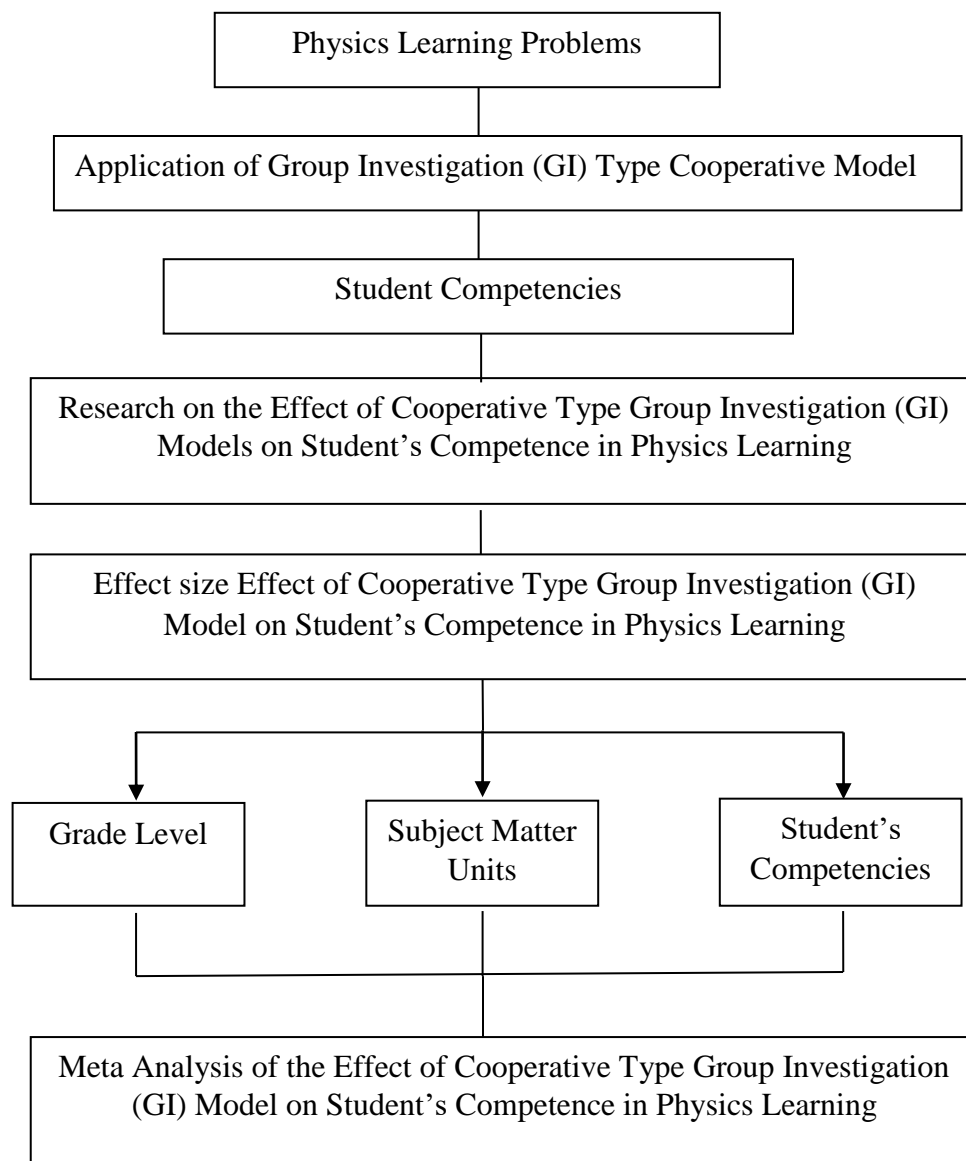 Physics Learning Problems
Application of Group Investigation (GI) Type Cooperative Model
Student Competencies
Research on the Effect of Cooperative Type Group Investigation (GI)
Models on Student’s Competence in Physics Learning
Effect size Effect of Cooperative Type Group Investigation (GI)
Model on Student’s Competence in Physics Learning
Grade Level
Subject Matter
Units
Student’s
Competencies
Meta Analysis of the Effect of Cooperative Type Group Investigation
(GI) Model on Student’s Competence in Physics Learning